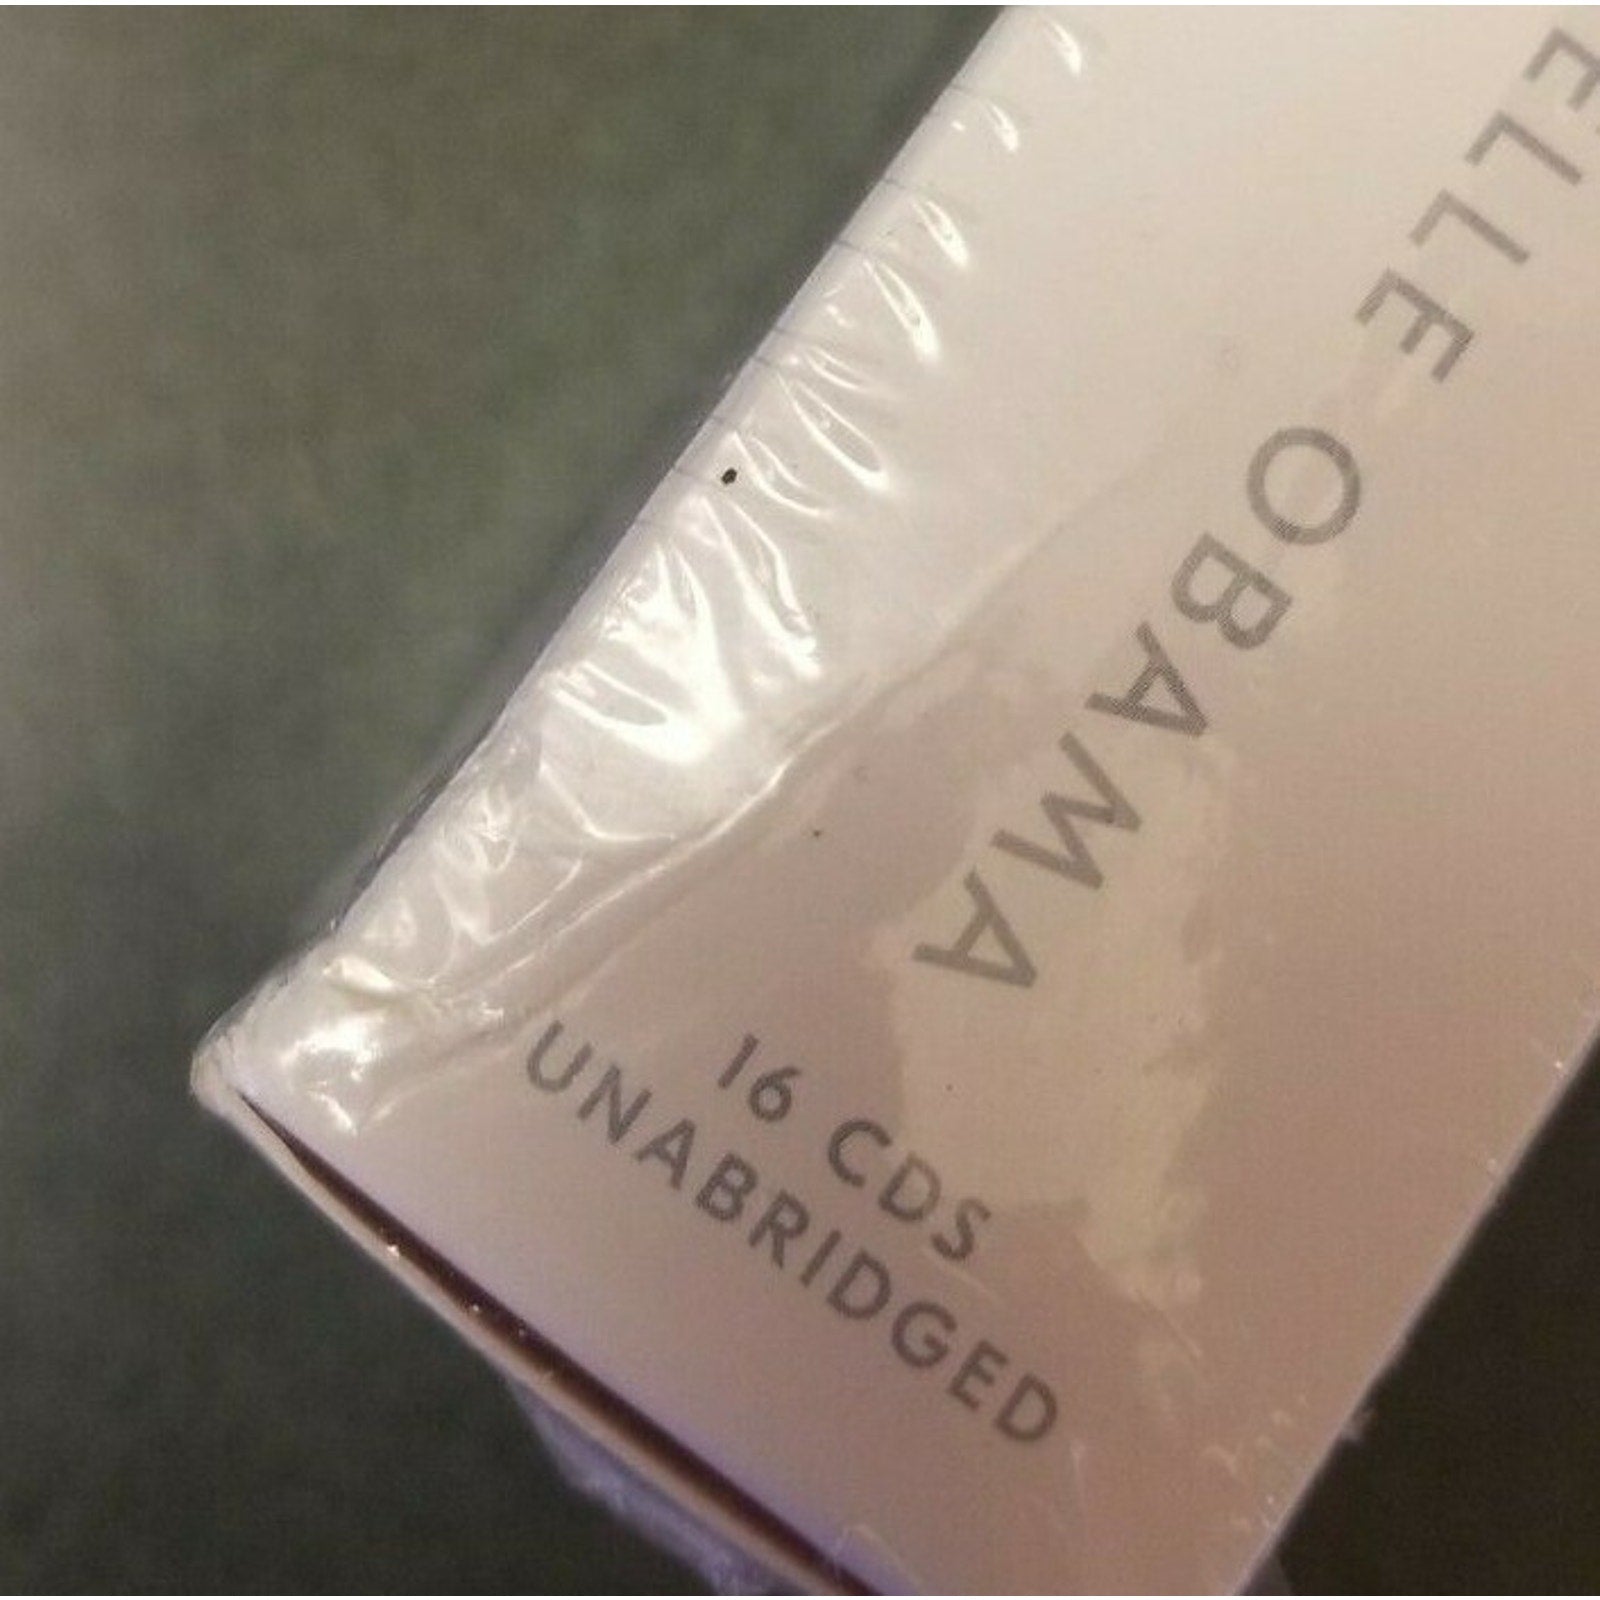 ELLE OBAMA
16 CDS
UNABRIDGED